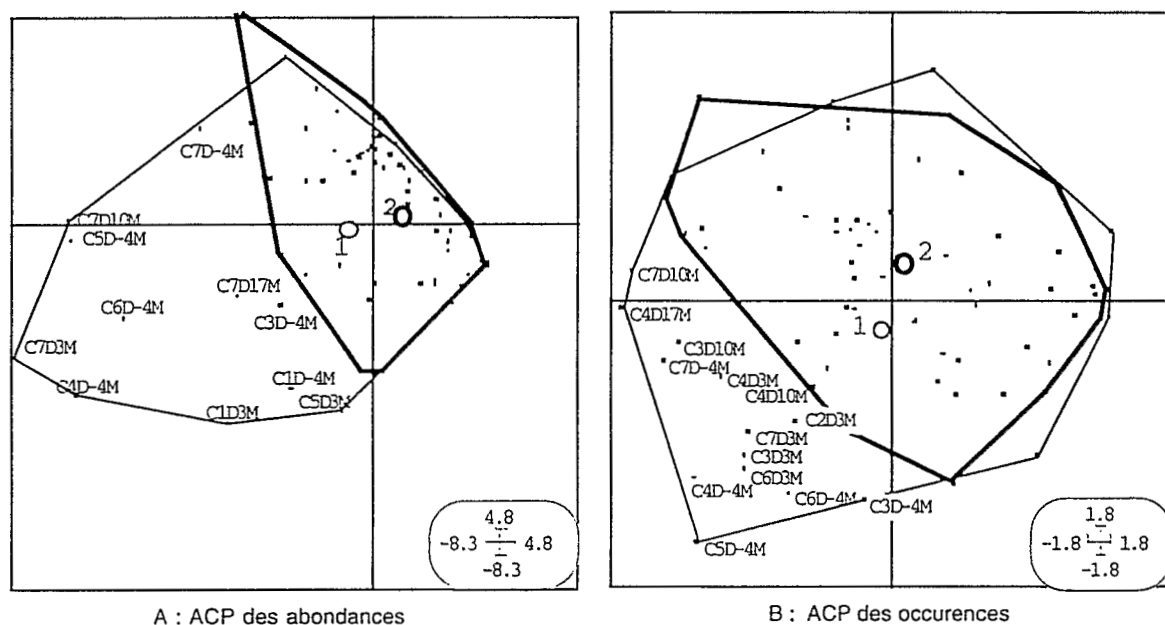 C7D-4M
2
C7D10M
C5D-4M
1
C7D17M
C6D-4M
C3D-4M
C7D3M
C4D-4M
C1D-4M
C5D3M
C1D3M
4.8
-8.3 4.8
-8.3
A : ACP des abondances
2
C7D10M
C4D17M
1
C3D10M
C7D-4M
C4D3M
C4D10M
C2D3M
C7D3M
C3D3M
C6D3M
C4D-4M
C6D-4M
C3D-4M
C5D-4M
1.8
-1.8 1.8
-1.8
B : ACP des occurences